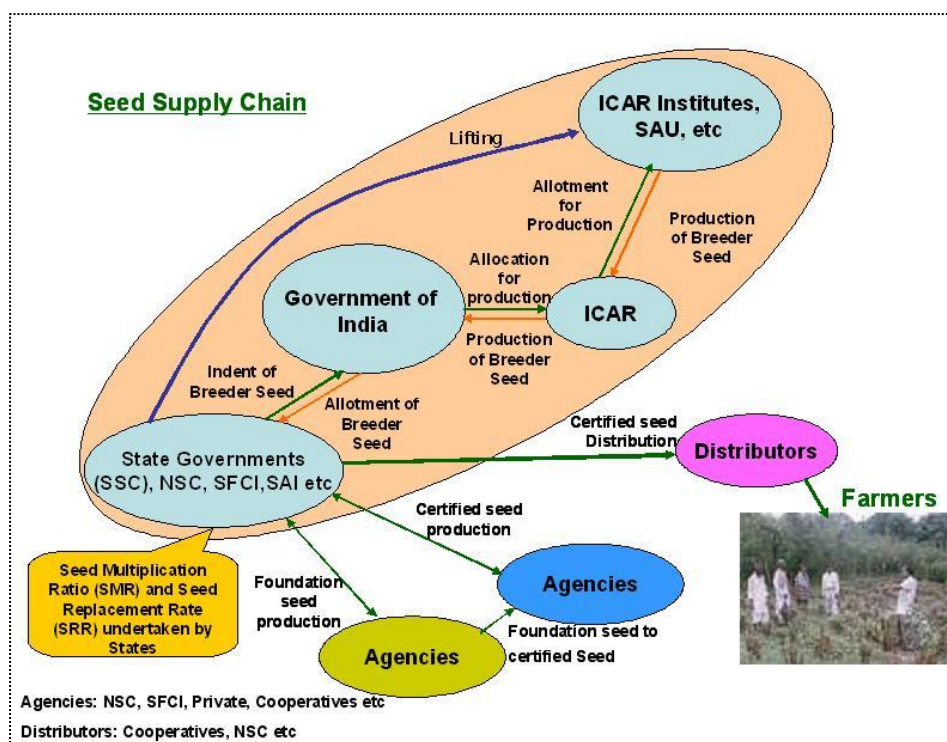 Seed Supply Chain
ICAR Institutes,
SAU, etc
Lifting
Allotment
for
Production
Production
of Breeder
Seed
Allocation
for
production
Government of
India
ICAR
Production
of Breeder
Seed
Indent of
Breeder Seed
Allotment of
Breeder
Seed
State Governments
(SSC), NSC, SFCI,SAI etc
Certified seed
Distribution
Distributors
Farmers
Certified seed
production
Seed Multiplication
Ratio (SMR) and Seed
Replacement Rate
(SRR) undertaken by
States
Foundation
seed
production
Agencies
Agencies
Foundation seed to
certified Seed
Agencies: NSC, SFCI, Private, Cooperatives etc
Distributors: Cooperatives, NSC etc